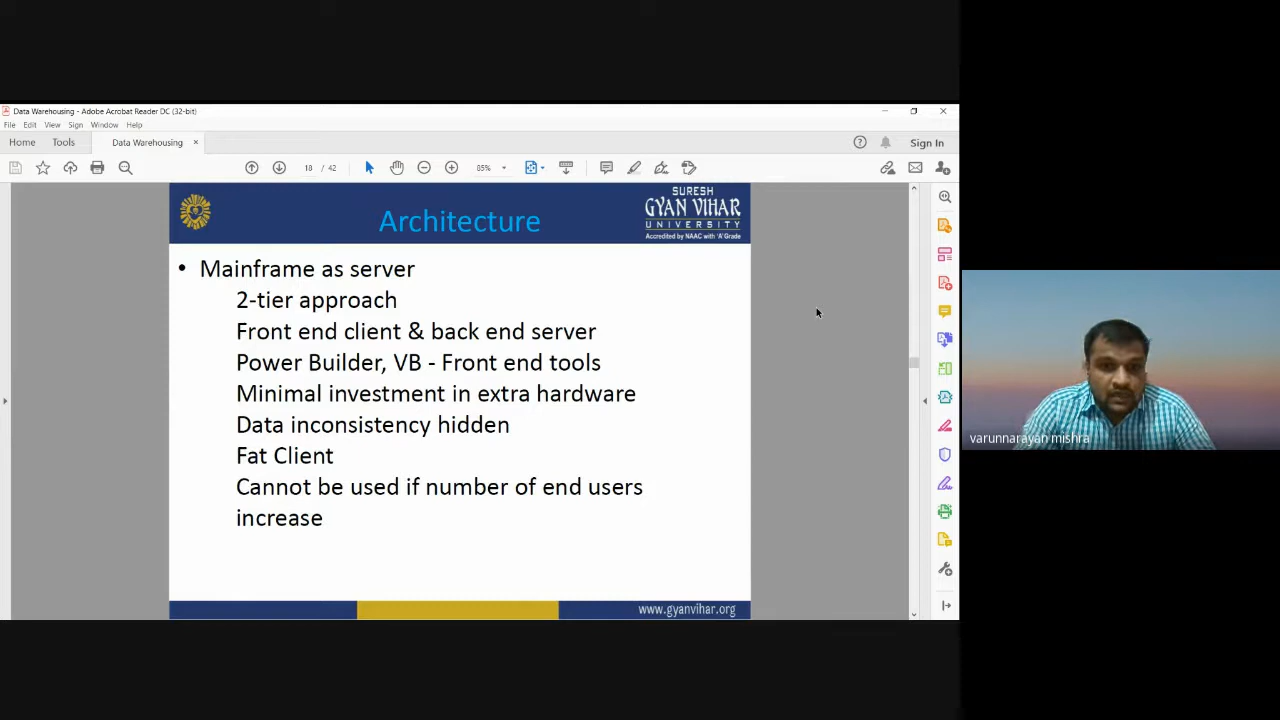 Data Warehousing - Adobe Acrobat Reader DC (32-bit)
File Edit View Sign Window Help
Home Tools Data Warehousing × Sign In
18 / 42 85%
SURESH
GYAN VIHAR
UNIVERSITY
Accredited by NAAC with 'A' Grade
Architecture
• Mainframe as server
2-tier approach
Front end client & back end server
Power Builder, VB - Front end tools
Minimal investment in extra hardware
Data inconsistency hidden
Fat Client
Cannot be used if number of end users
increase
www.gyanvihar.org
varunnarayan mishra